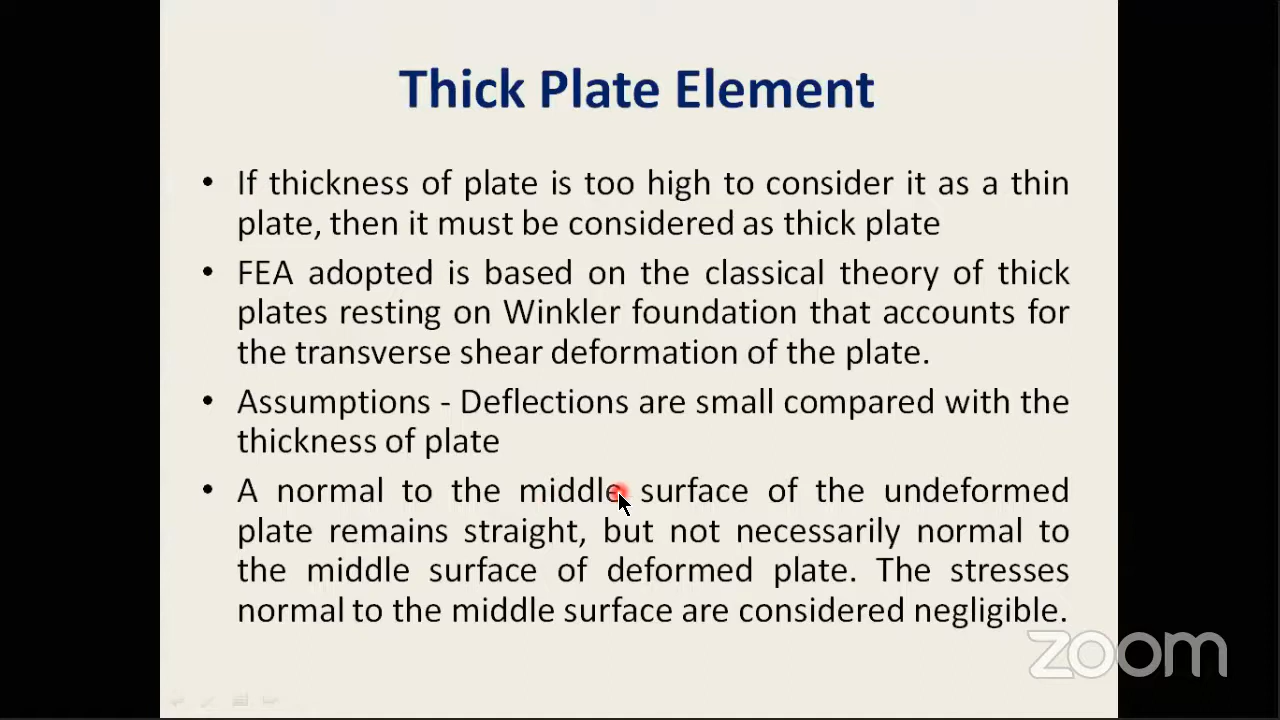 Thick Plate Element
• If thickness of plate is too high to consider it as a thin
plate, then it must be considered as thick plate
• FEA adopted is based on the classical theory of thick
plates resting on Winkler foundation that accounts for
the transverse shear deformation of the plate.
• Assumptions - Deflections are small compared with the
thickness of plate
• A normal to the middle surface of the undeformed
plate remains straight, but not necessarily normal to
the middle surface of deformed plate. The stresses
normal to the middle surface are considered negligible.
zoom